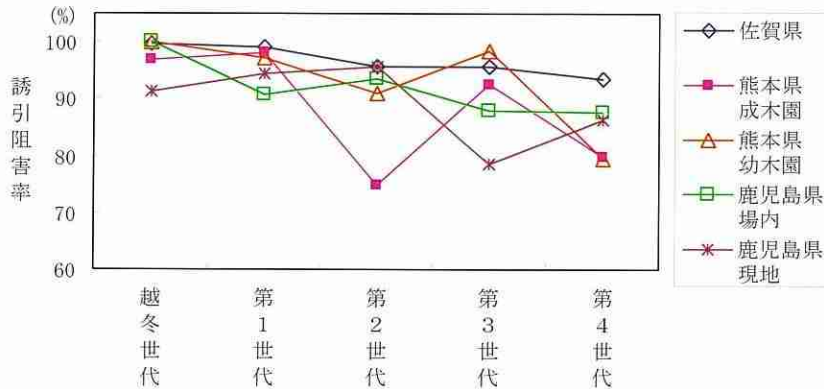 (%)
100
90
80
70
60
誘引阻害率
越冬世代
第1世代
第2世代
第3世代
第4世代
佐賀県
熊本県
成木園
熊本県
幼木園
鹿児島県
場内
鹿児島県
現地